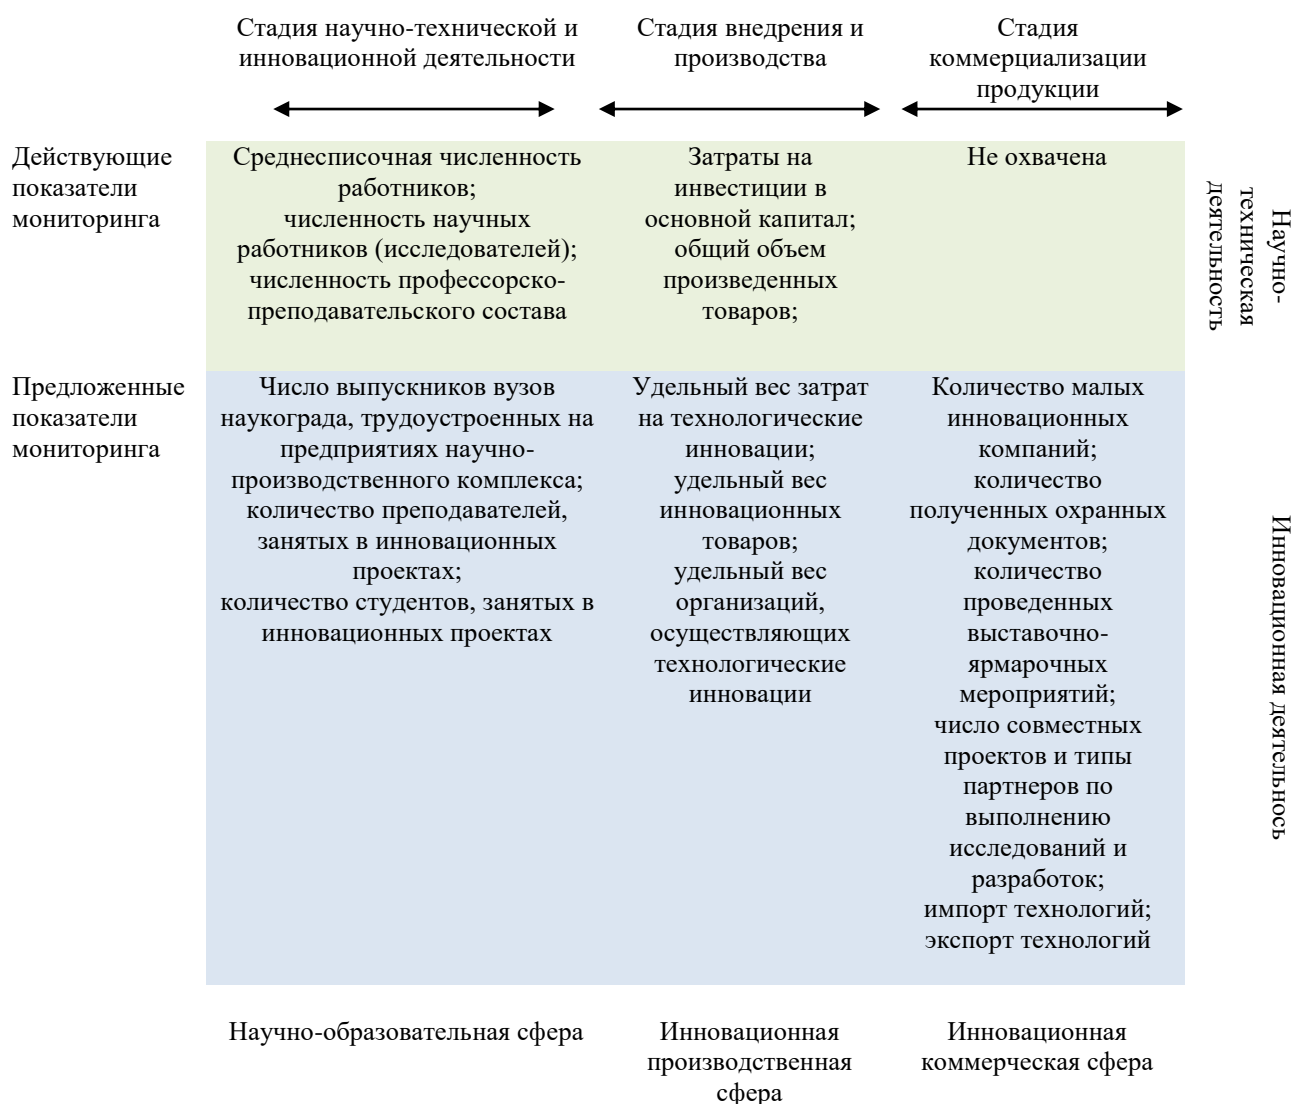 Стадия научно-технической и
инновационной деятельности
Стадия внедрения и
производства
Стадия
коммерциализации
продукции
Действующие
показатели
мониторинга
Среднесписочная численность
работников;
численность научных
работников (исследователей);
численность профессорско-
преподавательского состава
Затраты на
инвестиции в
основной капитал;
общий объем
произведенных
товаров;
Не охвачена
Научно-
техническая
деятельность
Предложенные
показатели
мониторинга
Число выпускников вузов
наукограда, трудоустроенных на
предприятиях научно-
производственного комплекса;
количество преподавателей,
занятых в инновационных
проектах;
количество студентов, занятых в
инновационных проектах
Удельный вес затрат
на технологические
инновации;
удельный вес
инновационных
товаров;
удельный вес
организаций,
осуществляющих
технологические
инновации
Количество малых
инновационных
компаний;
количество
полученных охранных
документов;
количество
проведенных
выставочно-
ярмарочных
мероприятий;
число совместных
проектов и типы
партнеров по
выполнению
исследований и
разработок;
импорт технологий;
экспорт технологий
Инновационная деятельнось
Научно-образовательная сфера
Инновационная
производственная
сфера
Инновационная
коммерческая сфера